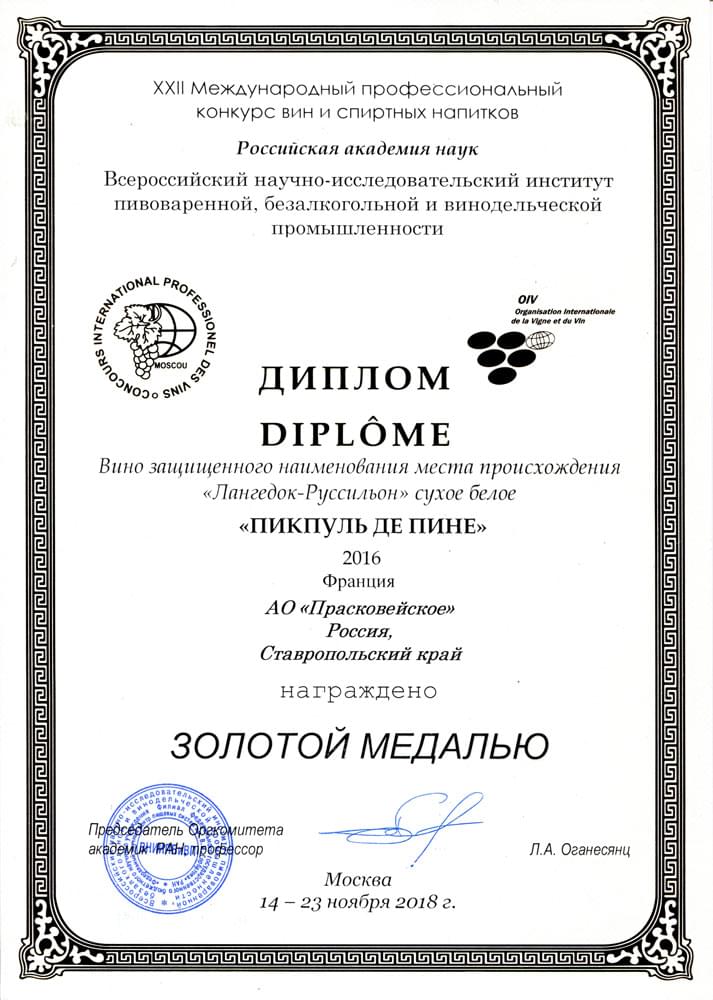 XXII Международный профессиональный
конкурс вин и спиртных напитков
Российская академия наук
Всероссийский научно-исследовательский институт
пивоваренной, безалкогольной и винодельческой
промышленности
CONCOURS INTERNATIONAL PROFESSIONEL DES VINS
MOSCOU
OIV
Organisation Internationale
de la Vigne et du Vin
ДИПЛОМ
DIPLÔME
Вино защищенного наименования места происхождения
«Лангедок-Руссильон» сухое белое
«ПИКПУЛЬ ДЕ ПИНЕ»
2016
Франция
АО «Прасковейское»
Россия,
Ставропольский край
награждено
ЗОЛОТОЙ МЕДАЛЬЮ
Председатель Оргкомитета
академик РАН, профессор
Л.А. Оганесянц
Москва
14 – 23 ноября 2018 г.